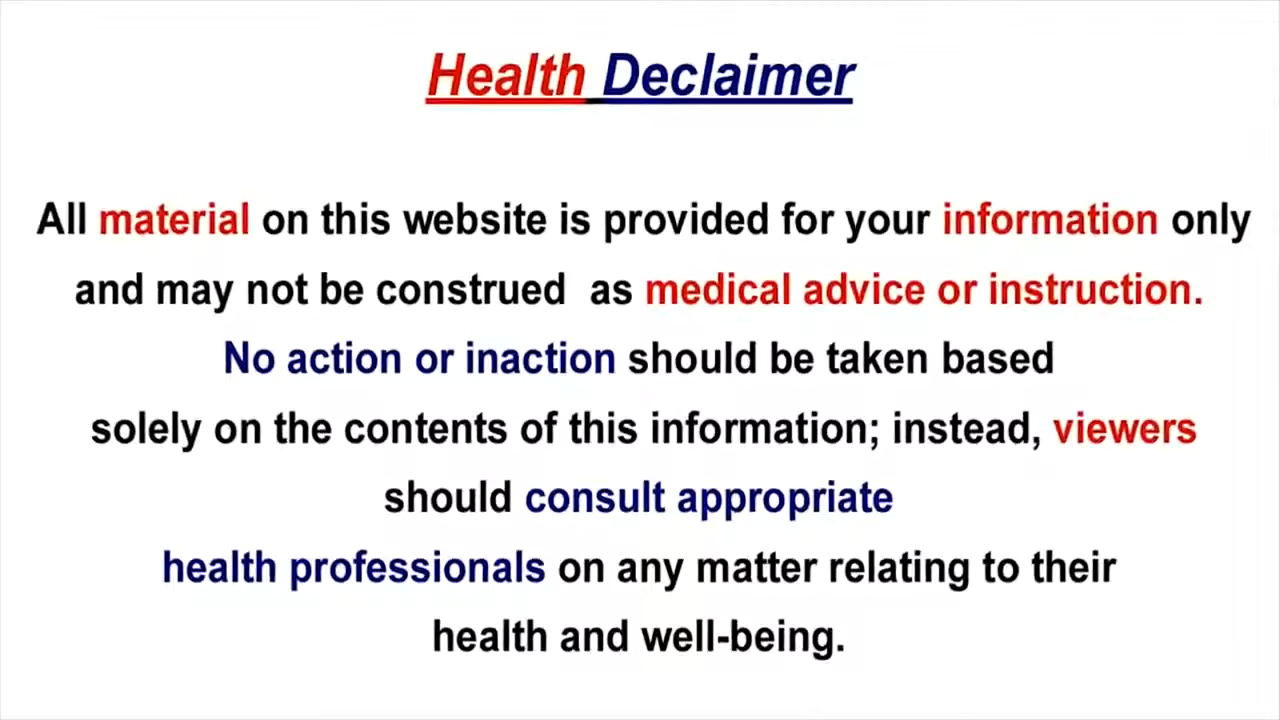 Health Declaimer
All material on this website is provided for your information only
and may not be construed as medical advice or instruction.
No action or inaction should be taken based
solely on the contents of this information; instead, viewers
should consult appropriate
health professionals on any matter relating to their
health and well-being.